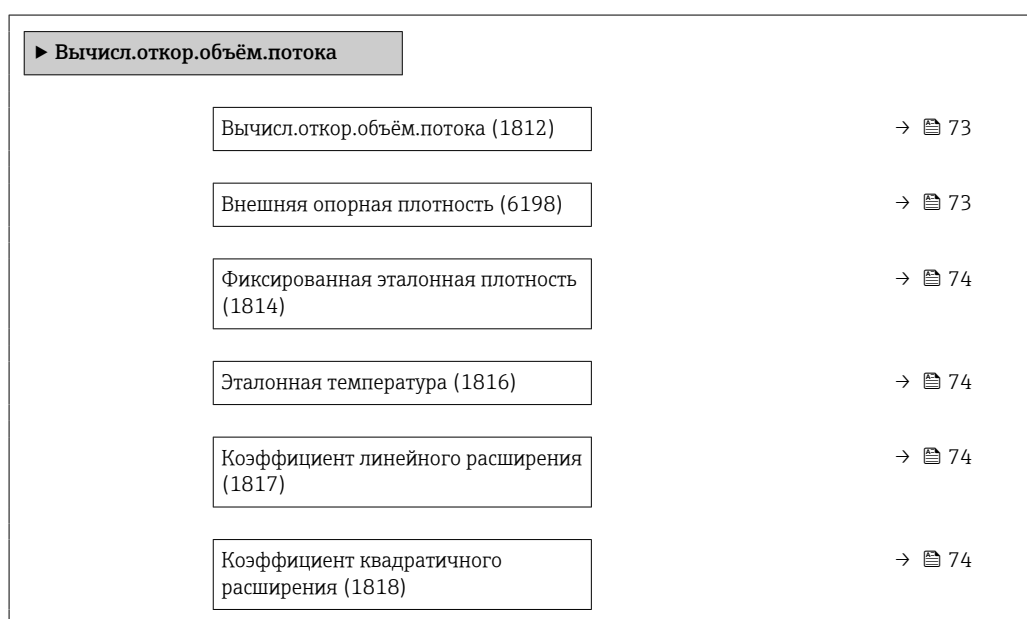 ▶ Вычисл.откор.объём.потока
Вычисл.откор.объём.потока (1812) → 73
Внешняя опорная плотность (6198) → 73
Фиксированная эталонная плотность → 74
(1814)
Эталонная температура (1816) → 74
Коэффициент линейного расширения → 74
(1817)
Коэффициент квадратичного → 74
расширения (1818)